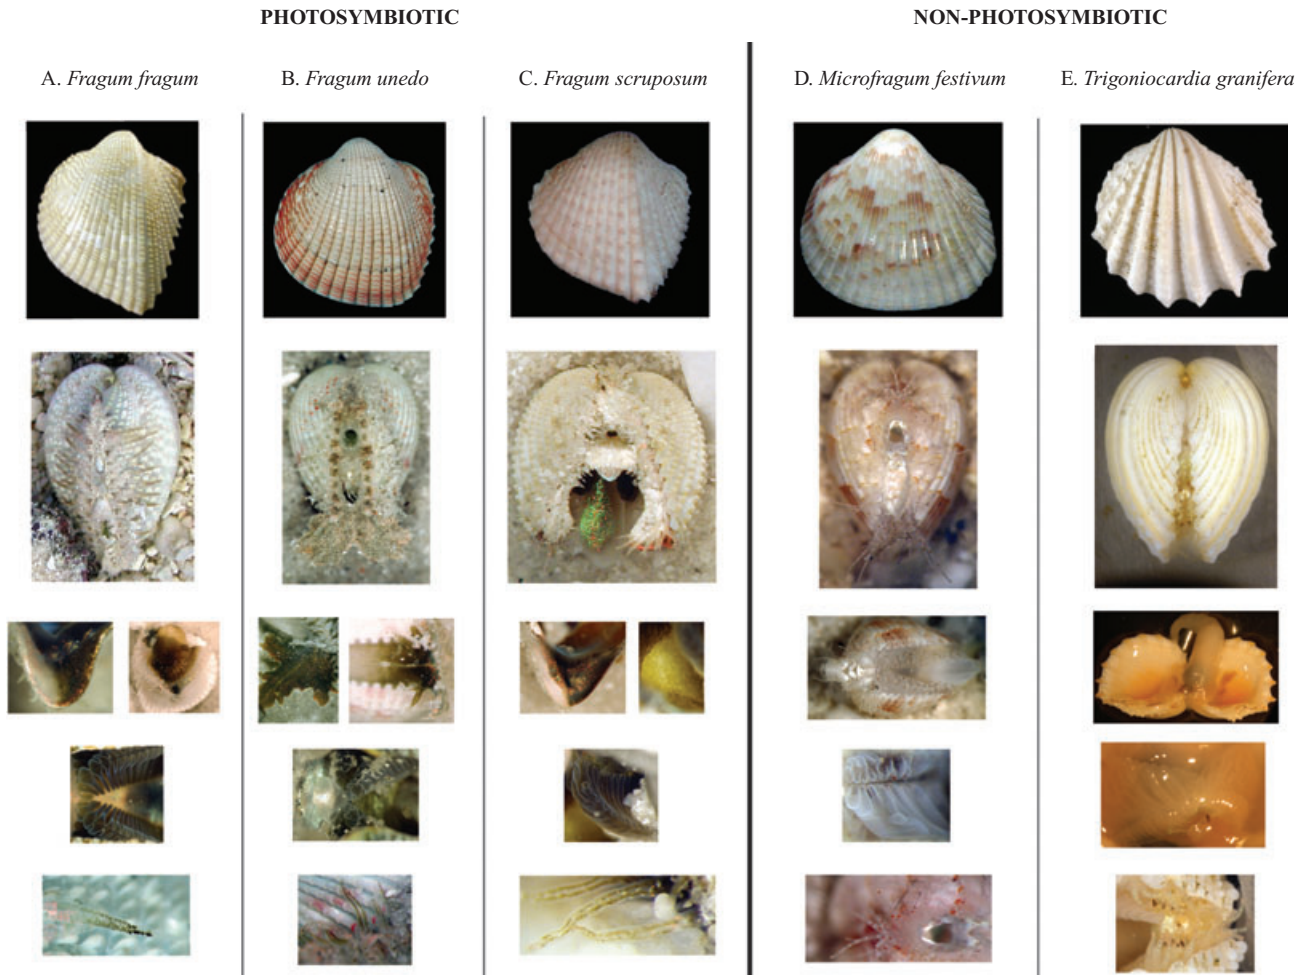 PHOTOSYMBIOTIC
NON-PHOTOSYMBIOTIC
A. Fragum fragum
B. Fragum unedo
C. Fragum scruposum
D. Microfragum festivum
E. Trigoniocardia granifera